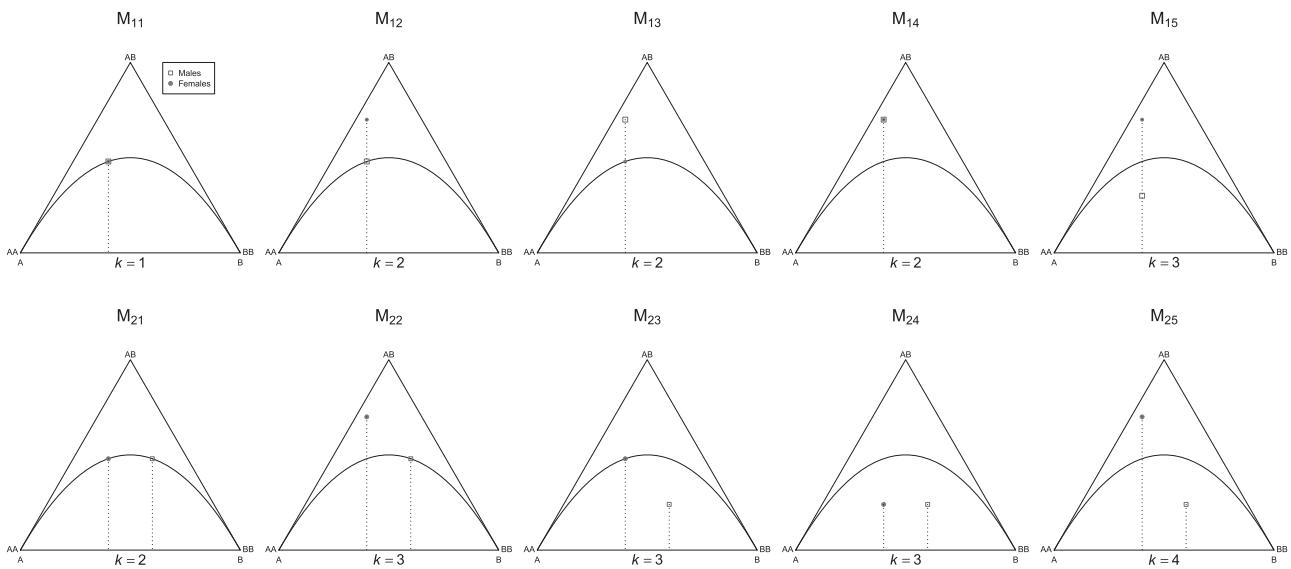 M11 M12 M13 M14 M15
AB AB AB AB AB
Males
Females
AA BB AA BB AA BB AA BB AA BB
A k = 1 B A k = 2 B A k = 2 B A k = 2 B A k = 3 B
M21 M22 M23 M24 M25
AB AB AB AB AB
AA BB AA BB AA BB AA BB AA BB
A k = 2 B A k = 3 B A k = 3 B A k = 3 B A k = 4 B